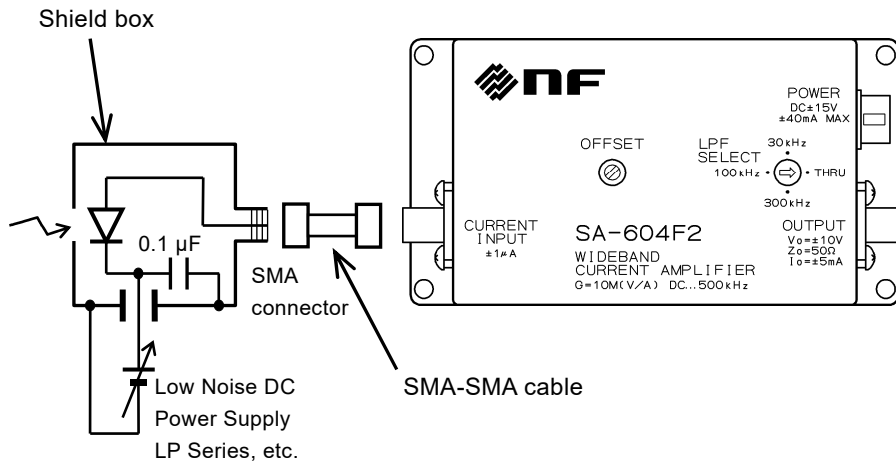 Shield box
0.1 µF
SMA
connector
Low Noise DC
Power Supply
LP Series, etc.
SMA-SMA cable
NF
POWER
DC±15V
±40mA MAX
OFFSET
LPF
SELECT
30kHz
100kHz
THRU
300kHz
CURRENT
INPUT
±1µA
SA-604F2
WIDEBAND
CURRENT AMPLIFIER
G=10M(V/A) DC...500kHz
OUTPUT
Vo=±10V
Zo=50Ω
Io=±5mA